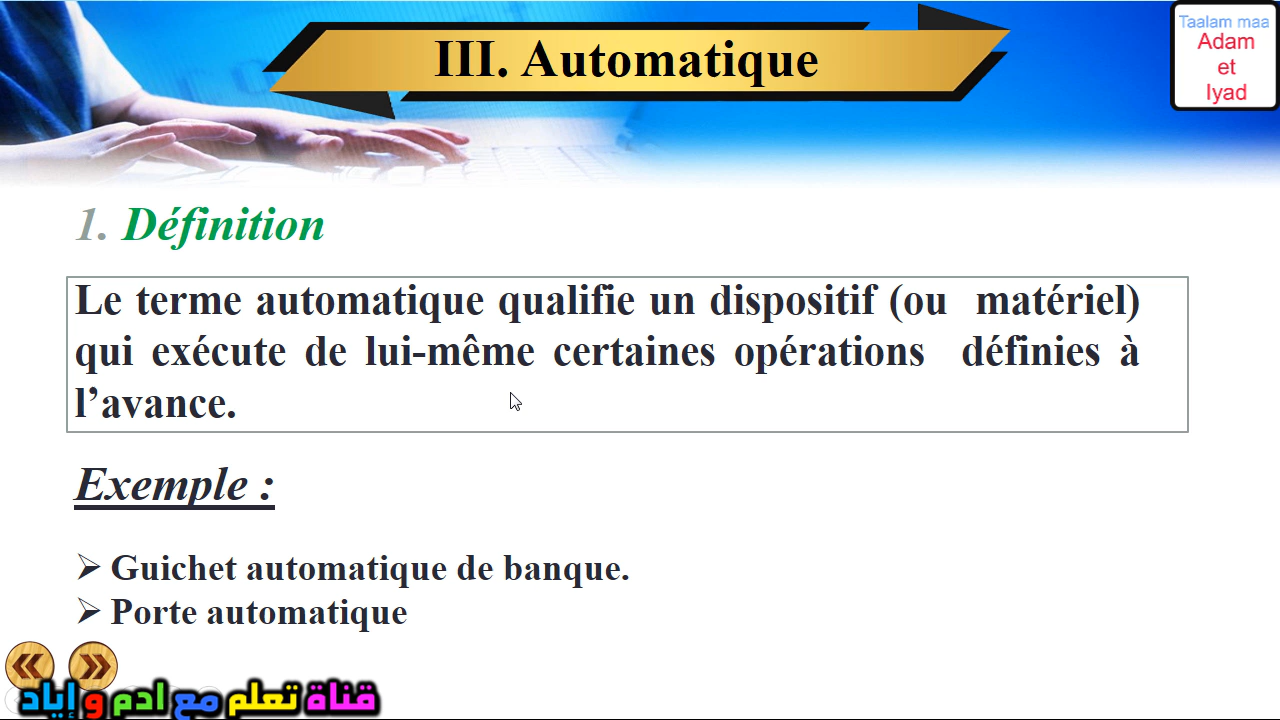 III. Automatique
Taalam maa
Adam
et
Iyad
1. Définition
Le terme automatique qualifie un dispositif (ou matériel)
qui exécute de lui-même certaines opérations définies à
l’avance.
Exemple :
➢ Guichet automatique de banque.
➢ Porte automatique
قناة تعلم مع ادم و إياد